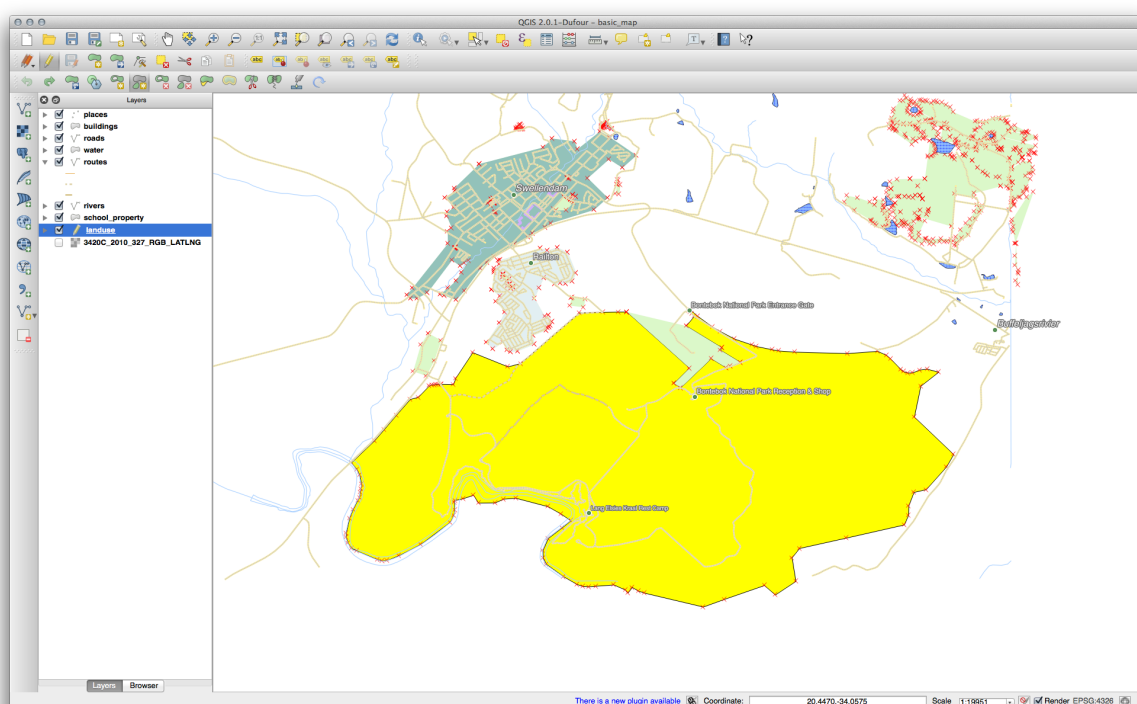 QGIS 2.0.1-Dufour - basic_map
Layers
places
buildings
roads
water
routes
rivers
school_property
landuse
3420C_2010_327_RGB_LATLNG
Swellendam
Railton
Bontebok National Park Entrance Gate
Buffeljagsrivier
Bontebok National Park Reception & Shop
Lang Elsies Kraal Rest Camp
Layers Browser
There is a new plugin available Coordinate: 20.4470,-34.0575 Scale 1:19951 Render EPSG:4326